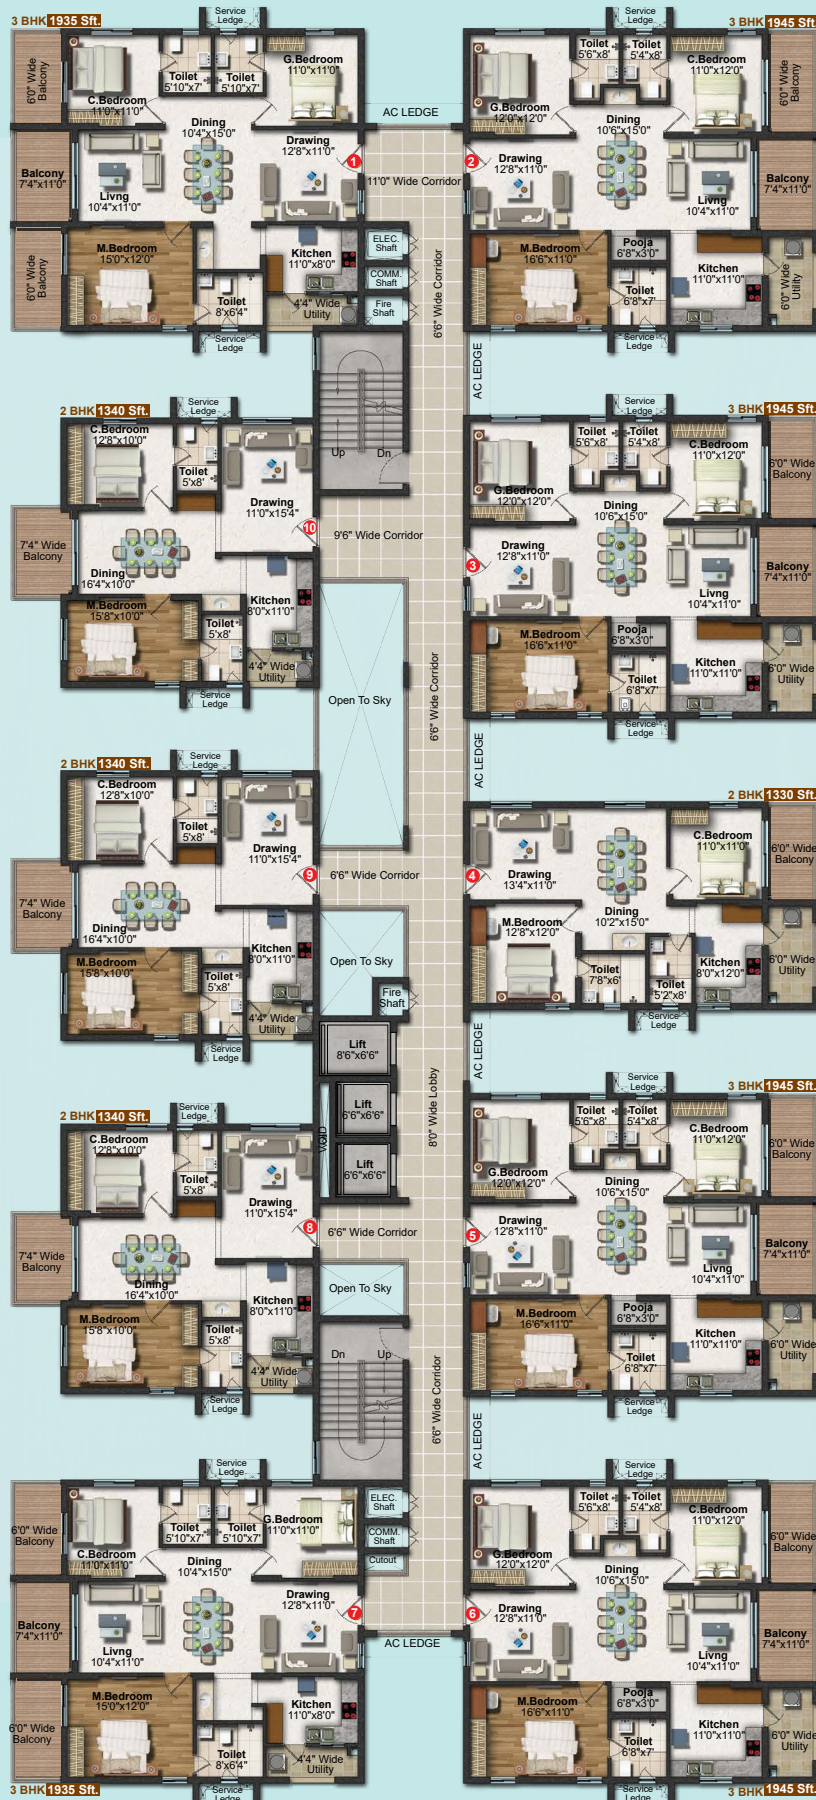 3 BHK 1935 Sft.
Service
Ledge
6'0" Wide
Balcony
C.Bedroom
11'0"x11'0"
Toilet
5'10"x7'
Toilet
5'10"x7'
G.Bedroom
11'0"x11'0"
Dining
10'4"x15'0"
Drawing
12'8"x11'0"
1
Balcony
7'4"x11'0"
Livng
10'4"x11'0"
6'0" Wide
Balcony
M.Bedroom
15'0"x12'0"
Kitchen
11'0"x8'0"
Toilet
8'x6'4"
4'4" Wide
Utility
Service
Ledge
AC LEDGE
11'0" Wide Corridor
ELEC.
Shaft
COMM.
Shaft
Fire
Shaft
6'6" Wide Corridor
3 BHK 1945 Sft.
Service
Ledge
G.Bedroom
12'0"x12'0"
Toilet
5'6"x8'
Toilet
5'4"x8'
C.Bedroom
11'0"x12'0"
6'0" Wide
Balcony
Dining
10'6"x15'0"
2
Drawing
12'8"x11'0"
Livng
10'4"x11'0"
Balcony
7'4"x11'0"
M.Bedroom
16'6"x11'0"
Pooja
6'8"x3'0"
Toilet
6'8"x7'
Kitchen
11'0"x11'0"
6'0" Wide
Utility
Service
Ledge
AC LEDGE
2 BHK 1340 Sft.
Service
Ledge
C.Bedroom
12'8"x10'0"
Toilet
5'x8'
Drawing
11'0"x15'4"
10
7'4" Wide
Balcony
Dining
16'4"x10'0"
M.Bedroom
15'8"x10'0"
Toilet
5'x8'
Kitchen
8'0"x11'0"
4'4" Wide
Utility
Service
Ledge
Up
Dn
9'6" Wide Corridor
Open To Sky
6'6" Wide Corridor
3 BHK 1945 Sft.
Service
Ledge
G.Bedroom
12'0"x12'0"
Toilet
5'6"x8'
Toilet
5'4"x8'
C.Bedroom
11'0"x12'0"
6'0" Wide
Balcony
Dining
10'6"x15'0"
3
Drawing
12'8"x11'0"
Livng
10'4"x11'0"
Balcony
7'4"x11'0"
M.Bedroom
16'6"x11'0"
Pooja
6'8"x3'0"
Toilet
6'8"x7'
Kitchen
11'0"x11'0"
6'0" Wide
Utility
Service
Ledge
AC LEDGE
2 BHK 1340 Sft.
Service
Ledge
C.Bedroom
12'8"x10'0"
Toilet
5'x8'
Drawing
11'0"x15'4"
9
7'4" Wide
Balcony
Dining
16'4"x10'0"
M.Bedroom
15'8"x10'0"
Toilet
5'x8'
Kitchen
8'0"x11'0"
4'4" Wide
Utility
Service
Ledge
6'6" Wide Corridor
Open To Sky
Fire
Shaft
Lift
8'6"x6'6"
Lift
6'6"x6'6"
Lift
6'6"x6'6"
VOID
8'0" Wide Lobby
2 BHK 1330 Sft.
4
Drawing
13'4"x11'0"
Dining
10'2"x15'0"
C.Bedroom
11'0"x11'0"
6'0" Wide
Balcony
M.Bedroom
12'8"x12'0"
Toilet
7'8"x6'
Toilet
5'2"x8'
Kitchen
8'0"x12'0"
6'0" Wide
Utility
Service
Ledge
AC LEDGE
2 BHK 1340 Sft.
Service
Ledge
C.Bedroom
12'8"x10'0"
Toilet
5'x8'
Drawing
11'0"x15'4"
8
7'4" Wide
Balcony
Dining
16'4"x10'0"
M.Bedroom
15'8"x10'0"
Toilet
5'x8'
Kitchen
8'0"x11'0"
4'4" Wide
Utility
Service
Ledge
6'6" Wide Corridor
Open To Sky
Dn
Up
6'6" Wide Corridor
3 BHK 1945 Sft.
Service
Ledge
G.Bedroom
12'0"x12'0"
Toilet
5'6"x8'
Toilet
5'4"x8'
C.Bedroom
11'0"x12'0"
6'0" Wide
Balcony
Dining
10'6"x15'0"
5
Drawing
12'8"x11'0"
Livng
10'4"x11'0"
Balcony
7'4"x11'0"
M.Bedroom
16'6"x11'0"
Pooja
6'8"x3'0"
Toilet
6'8"x7'
Kitchen
11'0"x11'0"
6'0" Wide
Utility
Service
Ledge
AC LEDGE
Service
Ledge
6'0" Wide
Balcony
C.Bedroom
11'0"x11'0"
Toilet
5'10"x7'
Toilet
5'10"x7'
G.Bedroom
11'0"x11'0"
Dining
10'4"x15'0"
Drawing
12'8"x11'0"
7
Balcony
7'4"x11'0"
Livng
10'4"x11'0"
6'0" Wide
Balcony
M.Bedroom
15'0"x12'0"
Kitchen
11'0"x8'0"
Toilet
8'x6'4"
4'4" Wide
Utility
Service
Ledge
3 BHK 1935 Sft.
ELEC.
Shaft
COMM.
Shaft
Cutout
AC LEDGE
Service
Ledge
G.Bedroom
12'0"x12'0"
Toilet
5'6"x8'
Toilet
5'4"x8'
C.Bedroom
11'0"x12'0"
6'0" Wide
Balcony
Dining
10'6"x15'0"
6
Drawing
12'8"x11'0"
Livng
10'4"x11'0"
Balcony
7'4"x11'0"
M.Bedroom
16'6"x11'0"
Pooja
6'8"x3'0"
Toilet
6'8"x7'
Kitchen
11'0"x11'0"
6'0" Wide
Utility
Service
Ledge
3 BHK 1945 Sft.